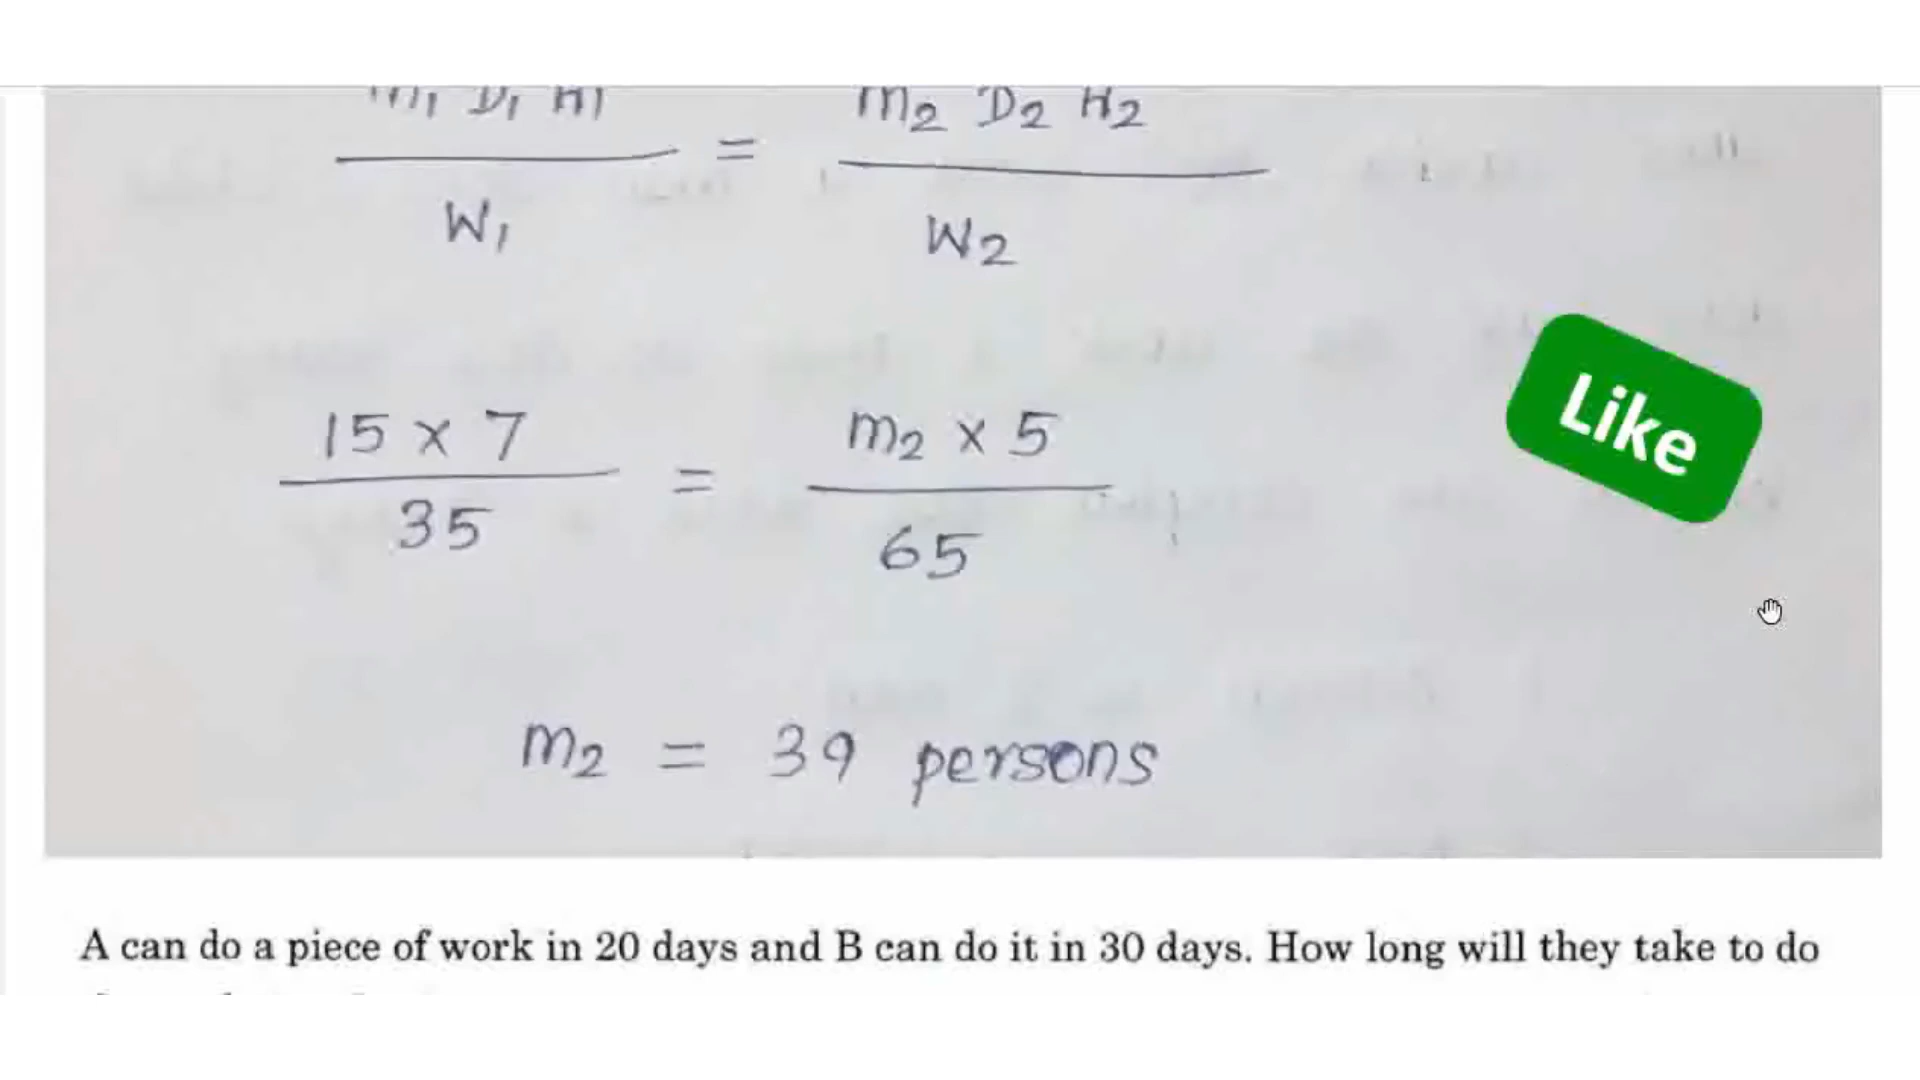 M1 D1 H1 = M2 D2 H2
W1 W2
15 x 7 = m2 x 5
35 65
Like
m2 = 39 persons
A can do a piece of work in 20 days and B can do it in 30 days. How long will they take to do